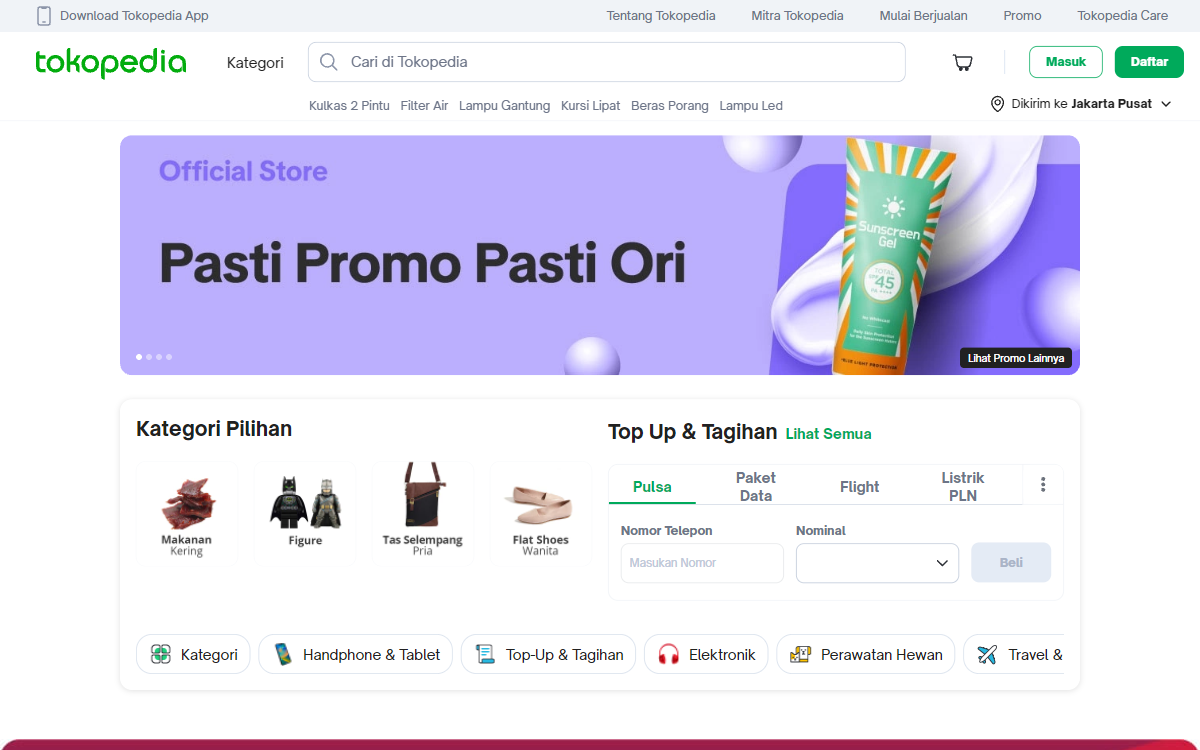 Download Tokopedia App
Tentang Tokopedia
Mitra Tokopedia
Mulai Berjualan
Promo
Tokopedia Care
tokopedia
Kategori
Cari di Tokopedia
Masuk
Daftar
Kulkas 2 Pintu
Filter Air
Lampu Gantung
Kursi Lipat
Beras Porang
Lampu Led
Dikirim ke Jakarta Pusat
Official Store
Pasti Promo Pasti Ori
Sunscreen
Gel
TOTAL
SPF 45
Lihat Promo Lainnya
Kategori Pilihan
Makanan
Kering
Figure
Tas Selempang
Pria
Flat Shoes
Wanita
Top Up & Tagihan
Lihat Semua
Pulsa
Paket
Data
Flight
Listrik
PLN
Nomor Telepon
Masukan Nomor
Nominal
Beli
Kategori
Handphone & Tablet
Top-Up & Tagihan
Elektronik
Perawatan Hewan
Travel &